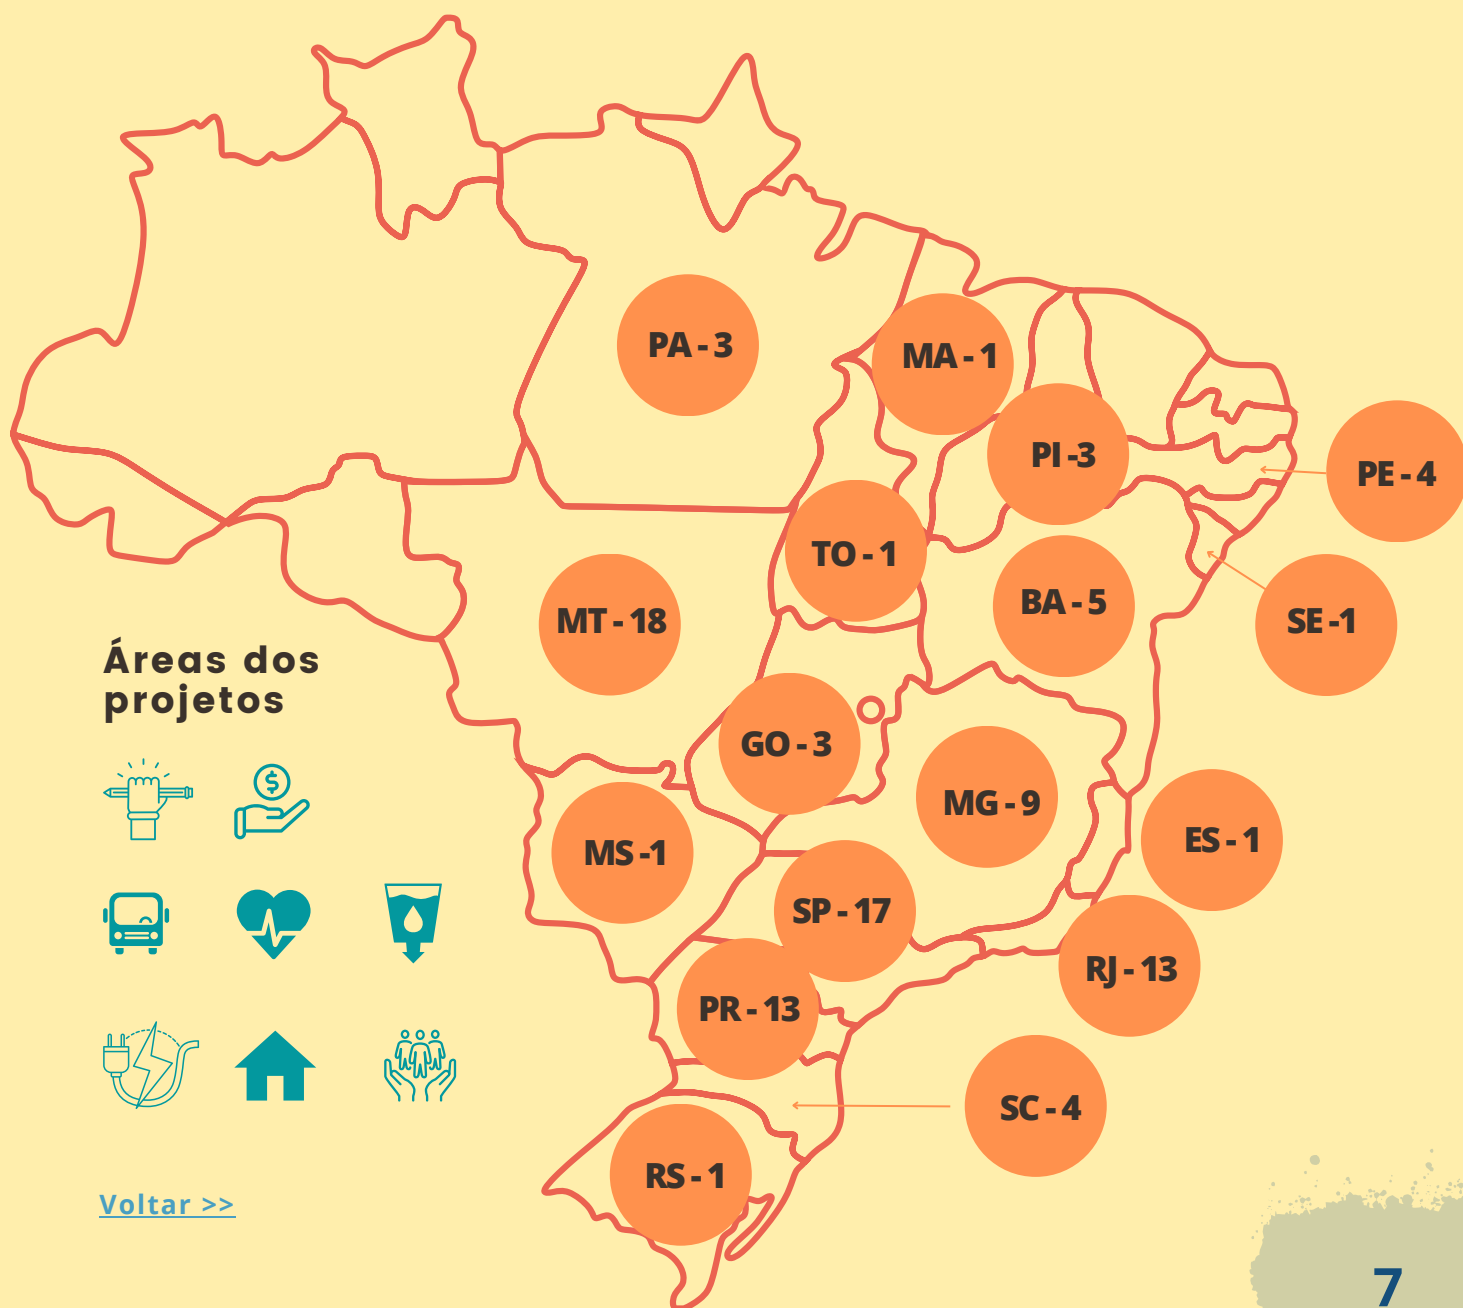 PA - 3
MA - 1
PI -3
PE - 4
TO - 1
BA - 5
MT - 18
SE -1
Áreas dos
projetos
GO - 3
MG - 9
MS -1
ES - 1
SP - 17
RJ - 13
PR - 13
SC - 4
RS - 1
Voltar >>
7